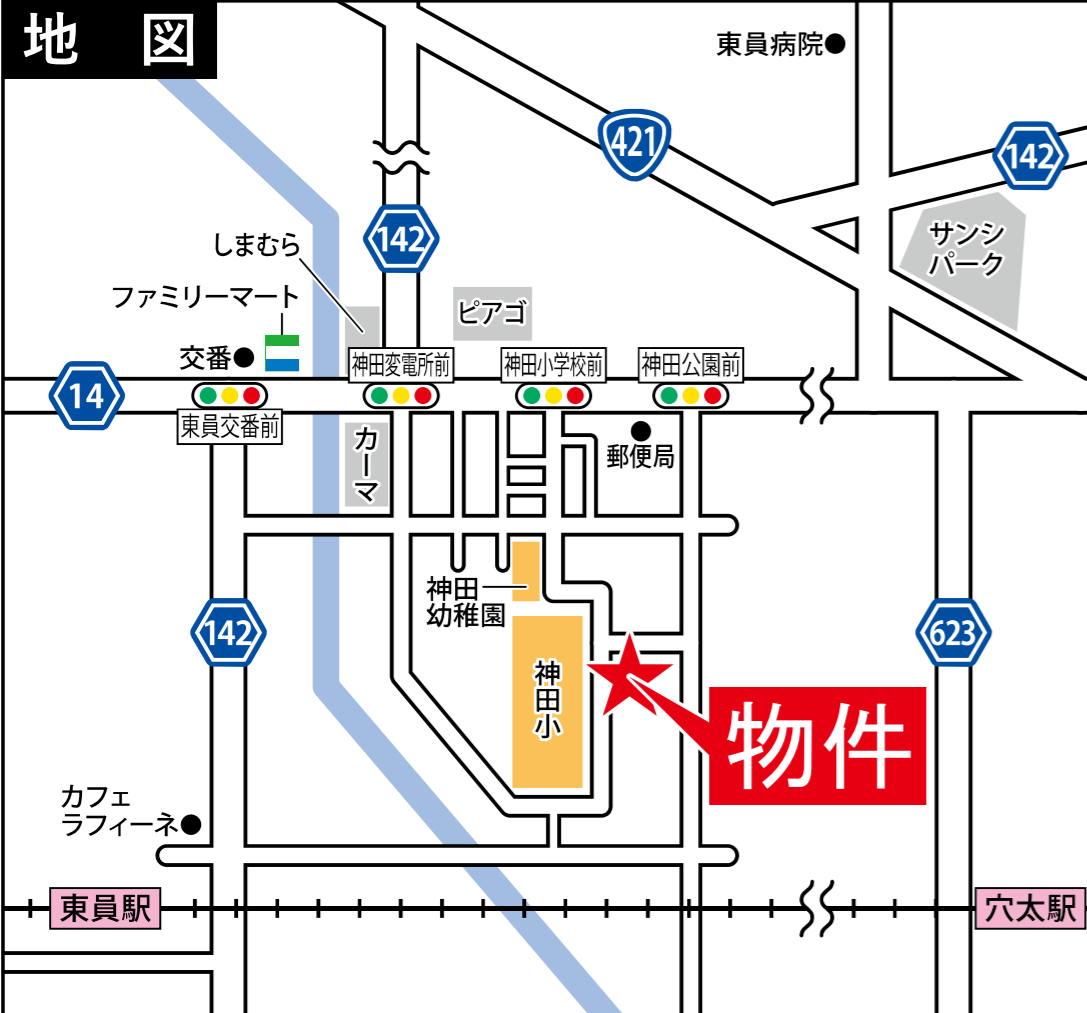 地 図
東員病院
421
142
142
サンシ
パーク
しまむら
ファミリーマート
ピアゴ
交番
神田変電所前
神田小学校前
神田公園前
14
東員交番前
カーマ
郵便局
神田
幼稚園
142
623
神田小
物件
カフェ
ラフィーネ
東員駅
穴太駅